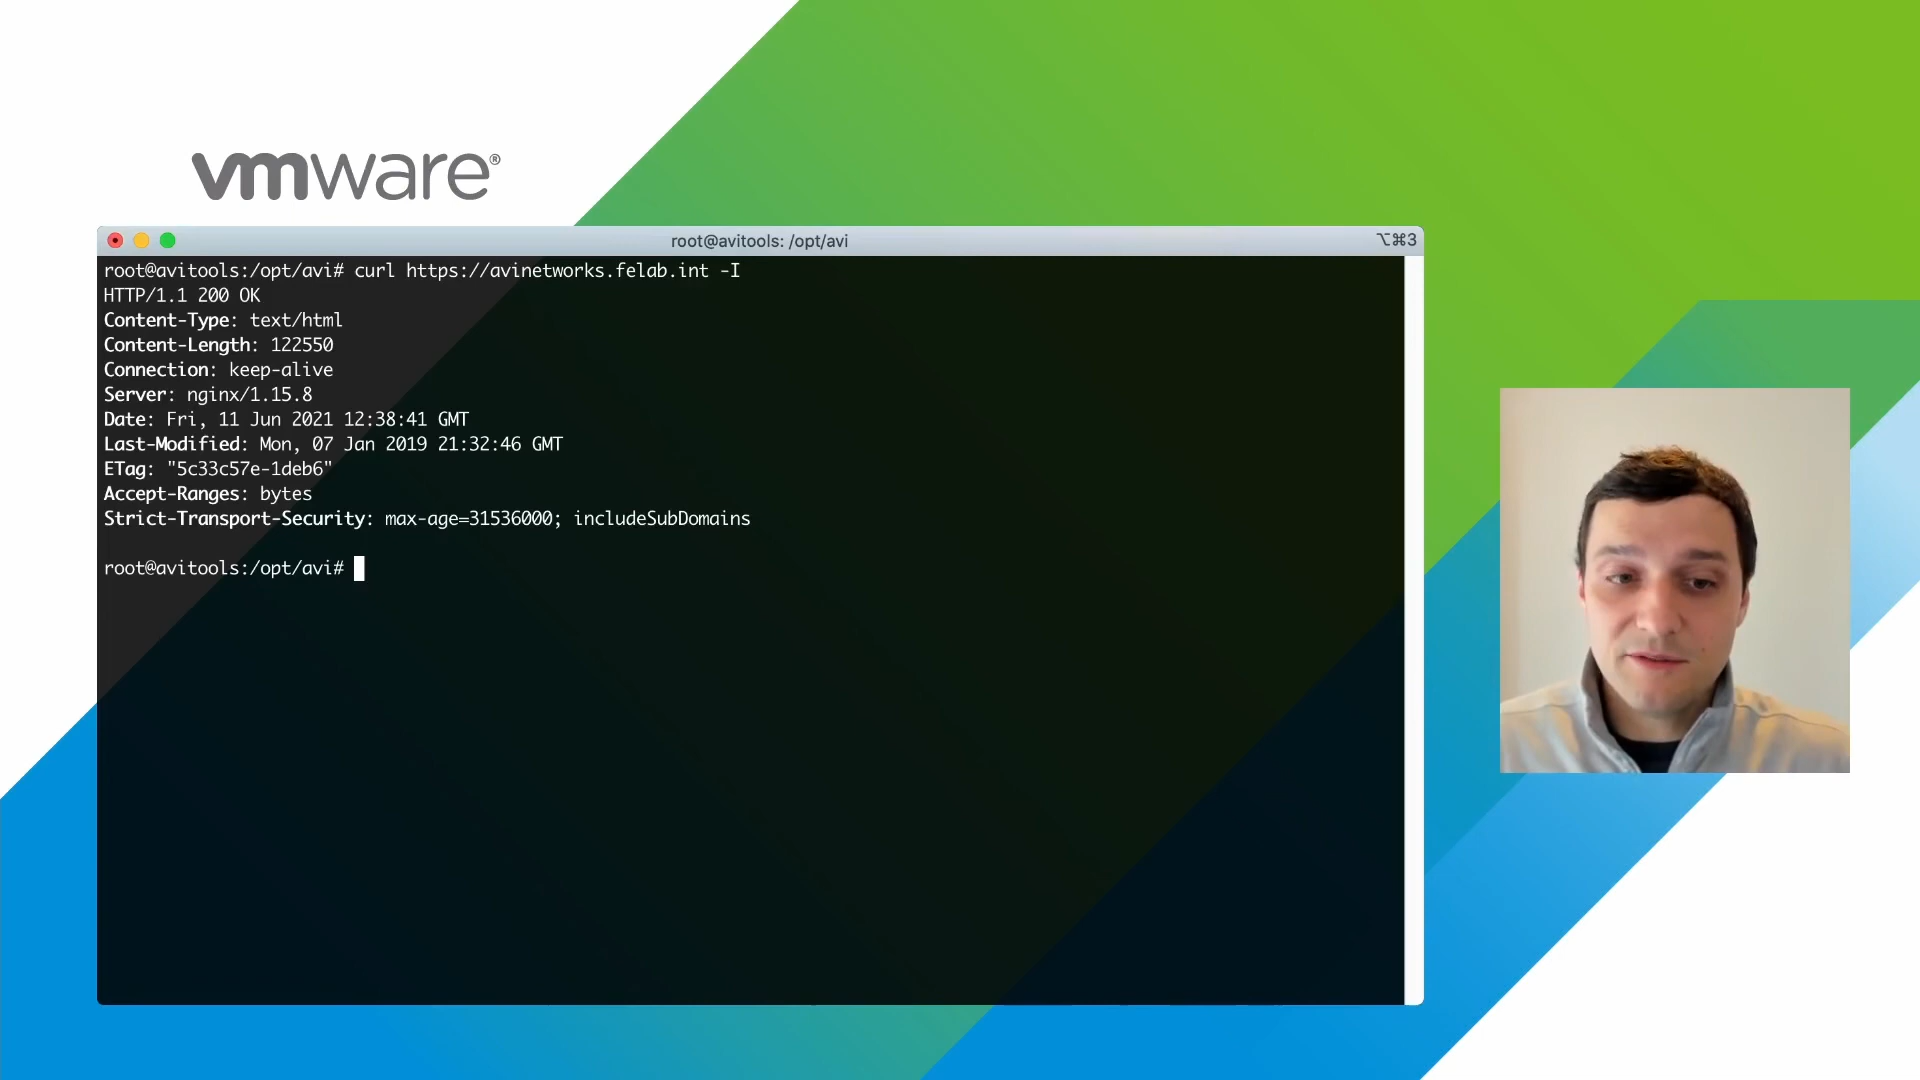 vmware®
root@avitools: /opt/avi
⌥⌘3
root@avitools:/opt/avi# curl https://avinetworks.felab.int -I
HTTP/1.1 200 OK
Content-Type: text/html
Content-Length: 122550
Connection: keep-alive
Server: nginx/1.15.8
Date: Fri, 11 Jun 2021 12:38:41 GMT
Last-Modified: Mon, 07 Jan 2019 21:32:46 GMT
ETag: "5c33c57e-1deb6"
Accept-Ranges: bytes
Strict-Transport-Security: max-age=31536000; includeSubDomains
root@avitools:/opt/avi#